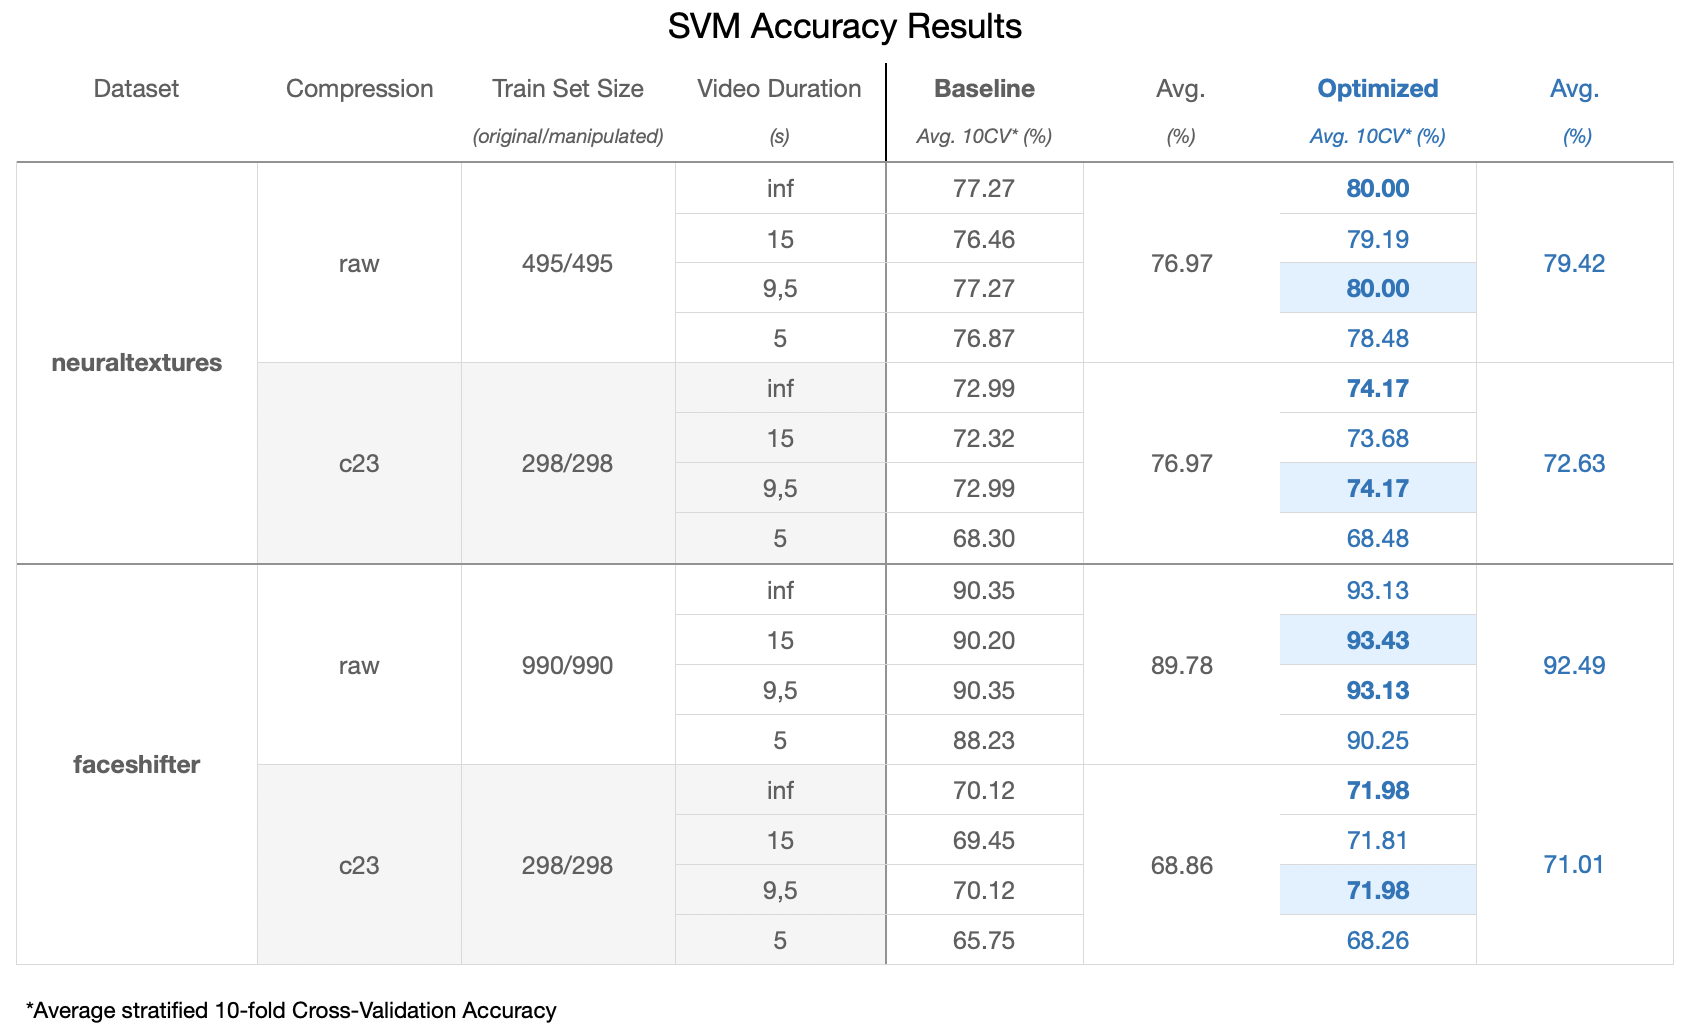 SVM Accuracy Results
Dataset Compression Train Set Size Video Duration Baseline Avg. Optimized Avg.
(original/manipulated) (s) Avg. 10CV* (%) (%) Avg. 10CV* (%) (%)
neuraltextures raw 495/495 inf 77.27 76.97 80.00 79.42
15 76.46 79.19
9,5 77.27 80.00
5 76.87 78.48
c23 298/298 inf 72.99 76.97 74.17 72.63
15 72.32 73.68
9,5 72.99 74.17
5 68.30 68.48
faceshifter raw 990/990 inf 90.35 89.78 93.13 92.49
15 90.20 93.43
9,5 90.35 93.13
5 88.23 90.25
c23 298/298 inf 70.12 68.86 71.98 71.01
15 69.45 71.81
9,5 70.12 71.98
5 65.75 68.26
*Average stratified 10-fold Cross-Validation Accuracy